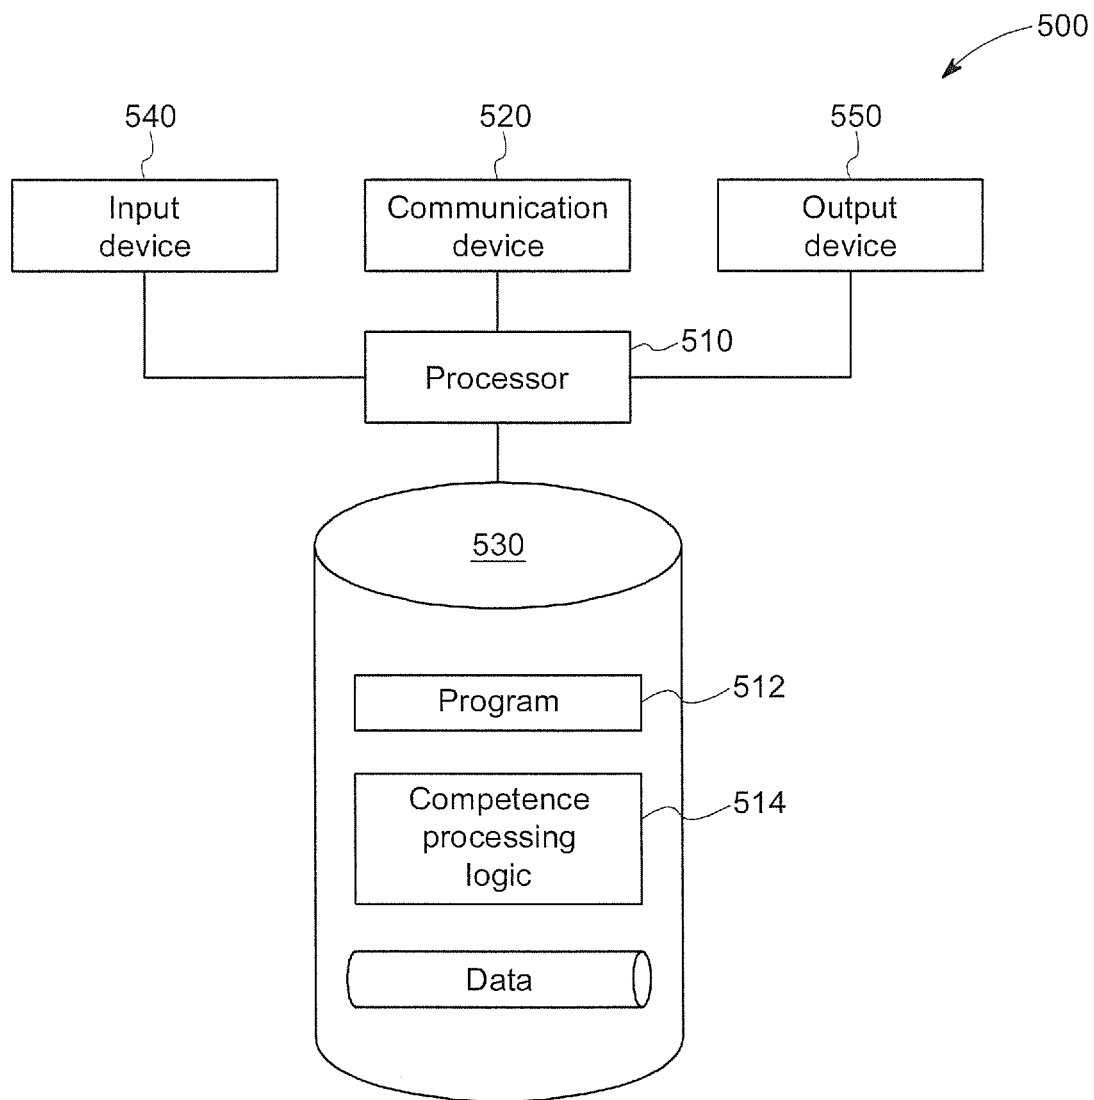 500
540
520
550
Input
device
Communication
device
Output
device
510
Processor
530
Program
512
Competence
processing
logic
514
Data